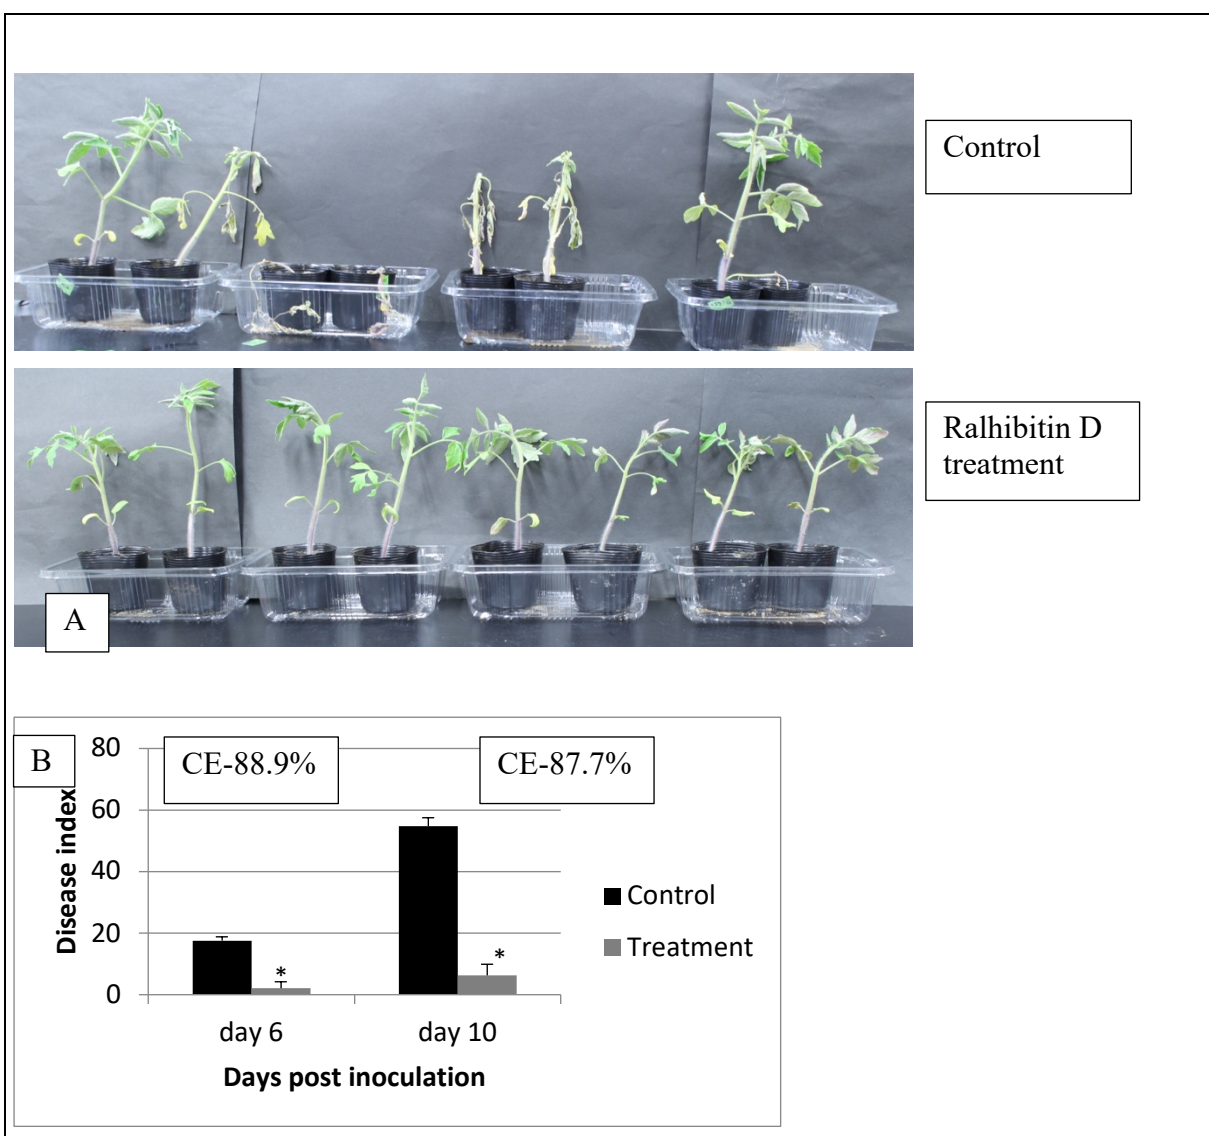 Control
Ralhibitin D
treatment
A
B
CE-88.9%
CE-87.7%
80
60
40
20
0
Disease index
*
*
Control
Treatment
day 6
day 10
Days post inoculation